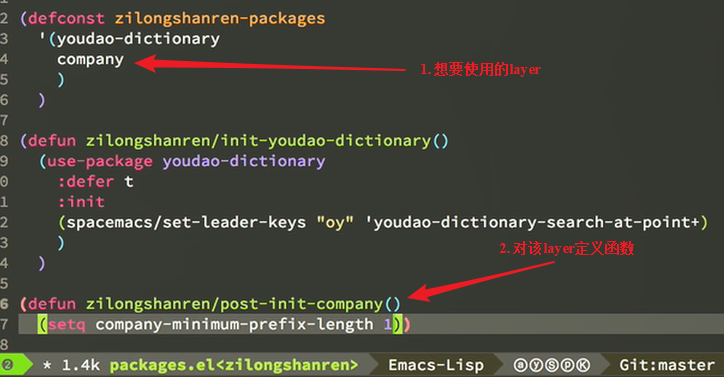 2 (defconst zilongshanren-packages
3 '(youdao-dictionary
4 company
1. 想要使用的layer
5 )
6 )
7
8 (defun zilongshanren/init-youdao-dictionary()
9 (use-package youdao-dictionary
0 :defer t
1 :init
2 (spacemacs/set-leader-keys "oy" 'youdao-dictionary-search-at-point+)
3 )
2. 对该layer定义函数
4 )
5
6 (defun zilongshanren/post-init-company()
7 (setq company-minimum-prefix-length 1))
8
❷ * 1.4k packages.el<zilongshanren> Emacs-Lisp ⓐⓨⓢⓟⓚ Git:master